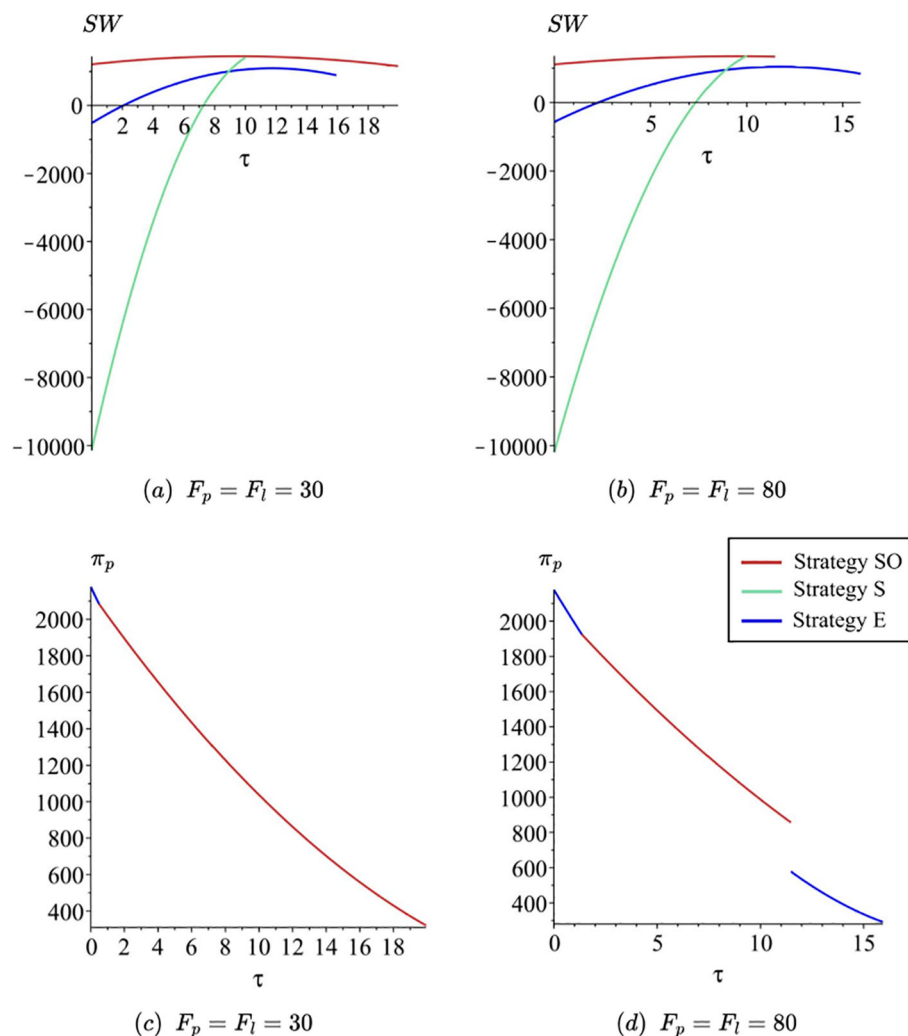 SW
SW
0
2 4 6 8 10 12 14 16 18
τ
-2000
-4000
-6000
-8000
-10000
0
5 10 15
τ
-2000
-4000
-6000
-8000
-10000
(a) F_p = F_l = 30
(b) F_p = F_l = 80
π_p
2000
1800
1600
1400
1200
1000
800
600
400
0 2 4 6 8 10 12 14 16 18
τ
π_p
2000
1800
1600
1400
1200
1000
800
600
400
0 5 10 15
τ
Strategy SO
Strategy S
Strategy E
(c) F_p = F_l = 30
(d) F_p = F_l = 80